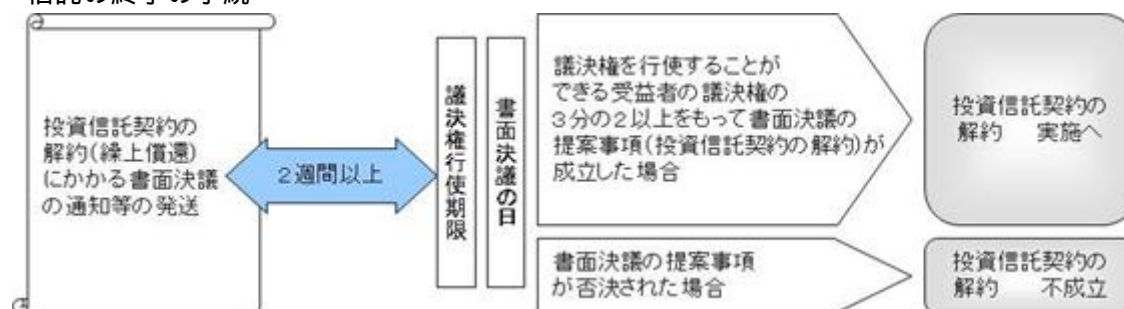 信託の終了の手続
投資信託契約の
解約(繰上償還)
にかかる書面決議
の通知等の発送
2週間以上
議決権行使期限
書面決議の日
議決権を行使することが
できる受益者の議決権の
3分の2以上をもって書面決議の
提案事項(投資信託契約の解約)が
成立した場合
投資信託契約の
解約 実施へ
書面決議の提案事項
が否決された場合
投資信託契約の
解約 不成立